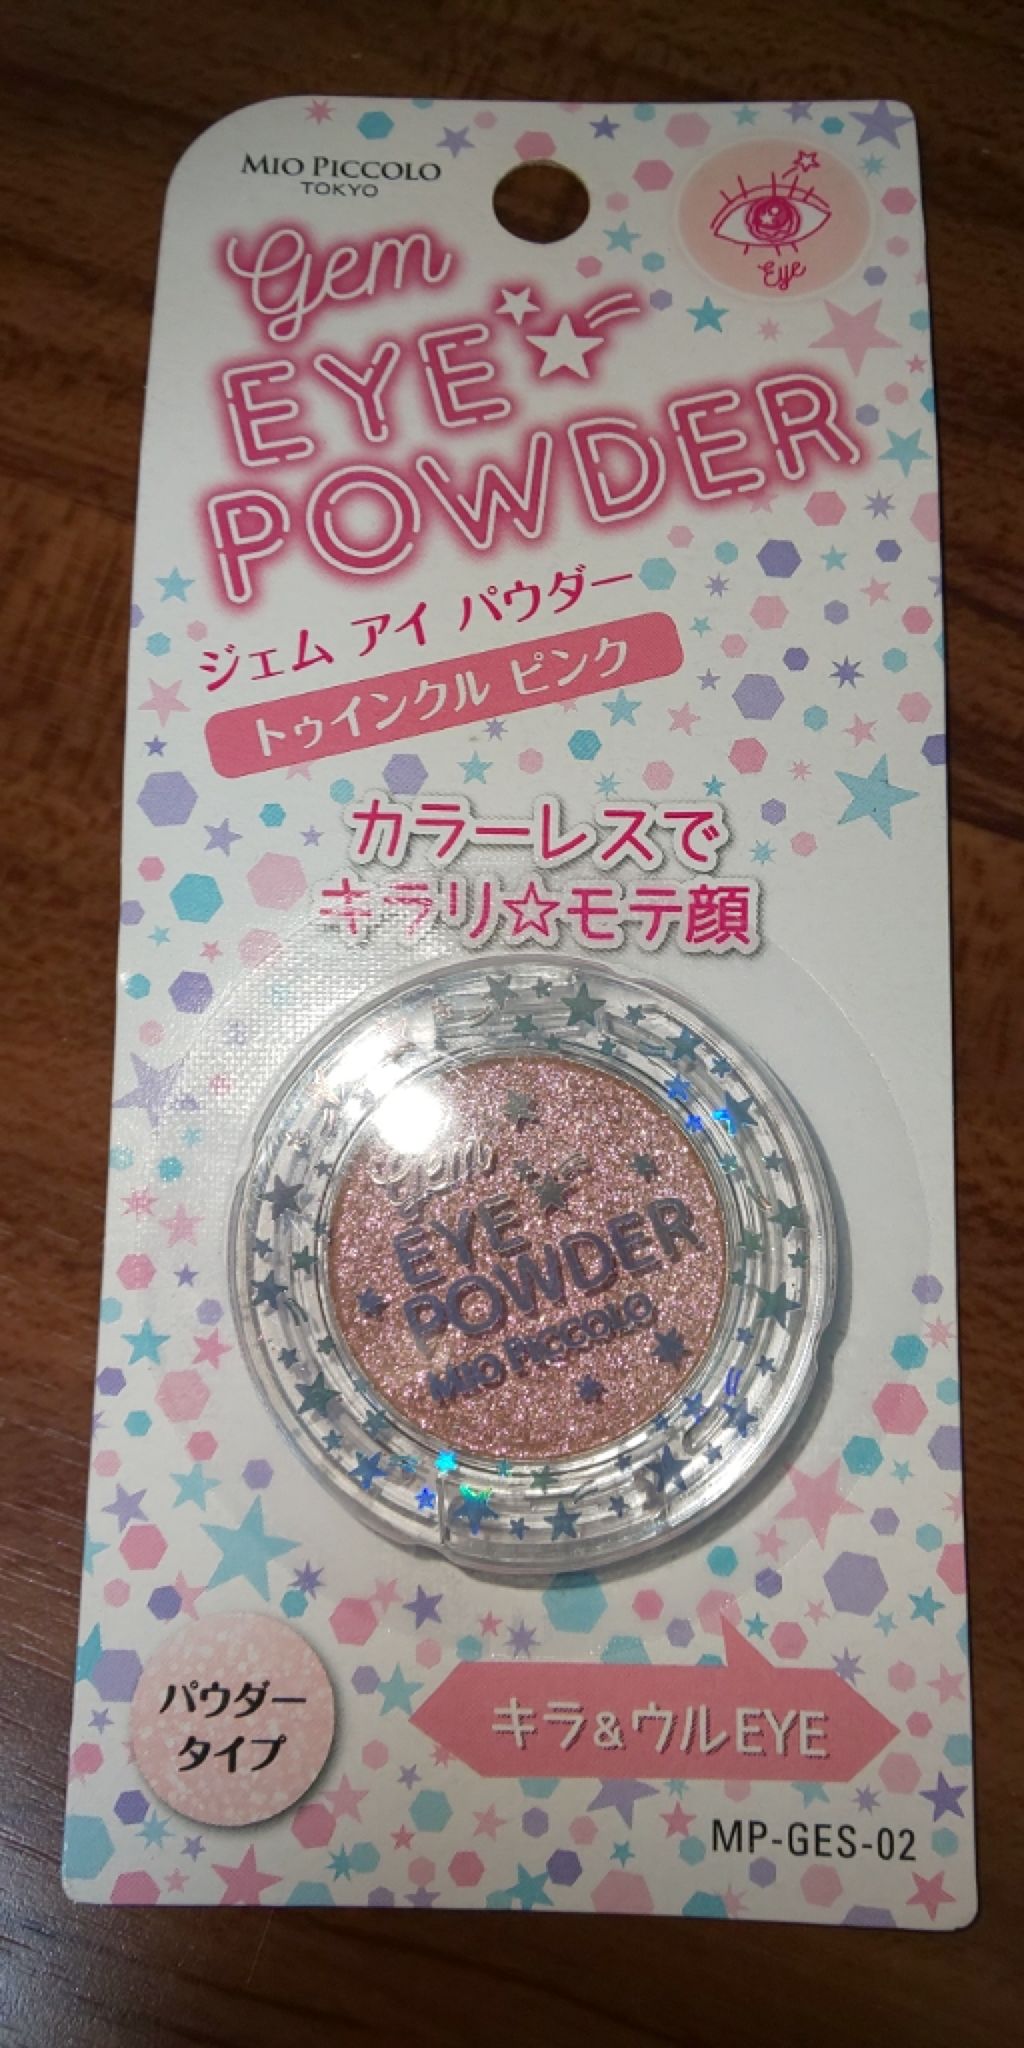 MIO PICCOLO
TOKYO
Eye
Gem
EYE
POWDER
ジェム アイ パウダー
トゥインクル ピンク
カラーレスで
キラリ☆モテ顔
Gem
EYE
POWDER
MIO PICCOLO
キラ&ウルEYE
パウダー
タイプ
MP-GES-02